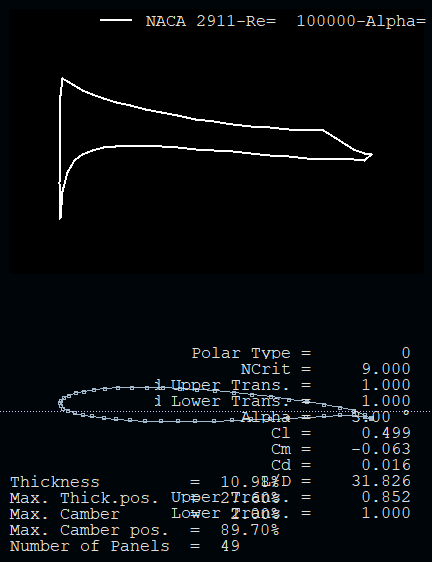 NACA 2911-Re=  100000-Alpha=
Polar Type = 0
NCrit = 9.000
Upper Trans. = 1.000
Lower Trans. = 1.000
Alpha = 3.00
Cl = 0.499
Cm = -0.063
Cd = 0.016
Thickness = 10.98% L/D = 31.826
Max. Thick.pos. = 27.60% Upper Trans. = 0.852
Max. Camber = 2.00% Lower Trans. = 1.000
Max. Camber pos. = 89.70%
Number of Panels = 49